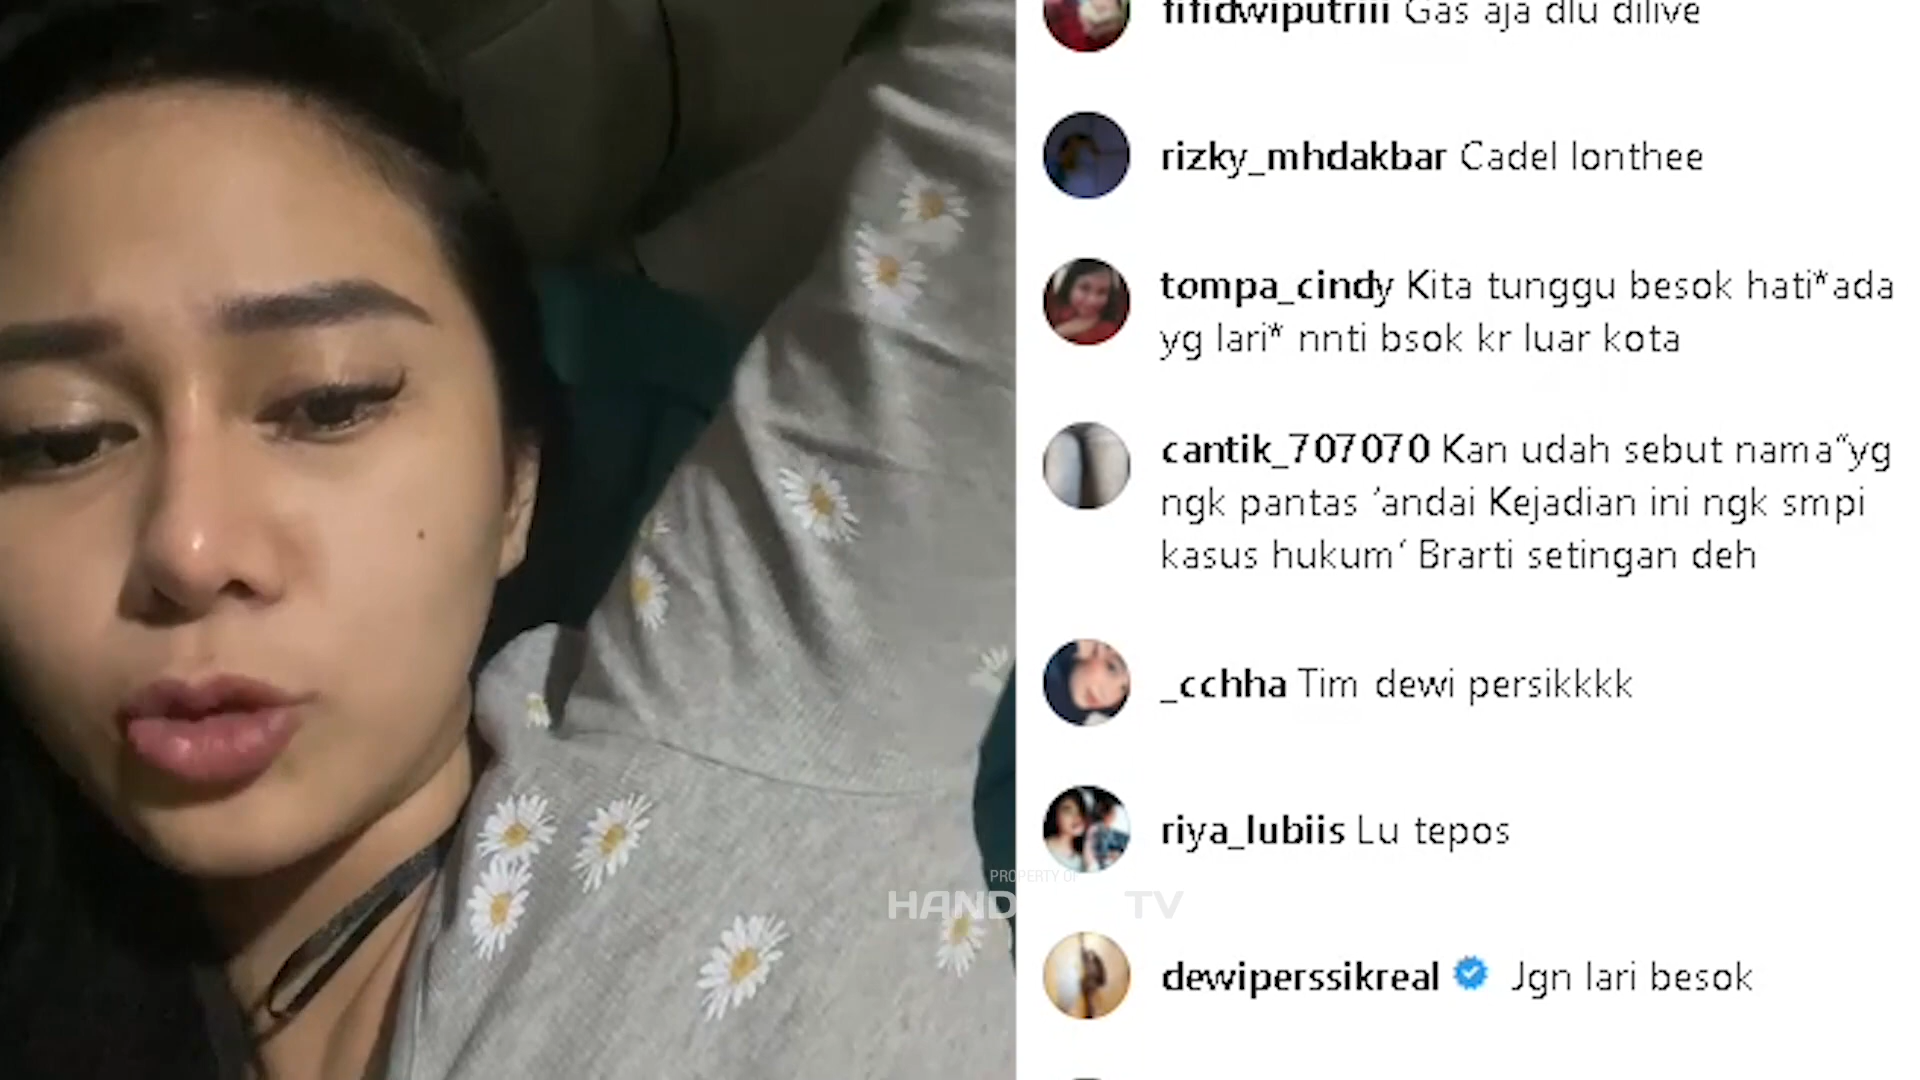 fifidwiputriii Gas aja dlu dilive
rizky_mhdakbar Cadel lonthee
tompa_cindy Kita tunggu besok hati*ada
yg lari* nnti bsok kr luar kota
cantik_707070 Kan udah sebut nama“yg
ngk pantas ‘andai Kejadian ini ngk smpi
kasus hukum‘ Brarti setingan deh
_cchha Tim dewi persikkkk
riya_lubiis Lu tepos
PROPERTY OF
HAND TV
dewiperssikreal Jgn lari besok